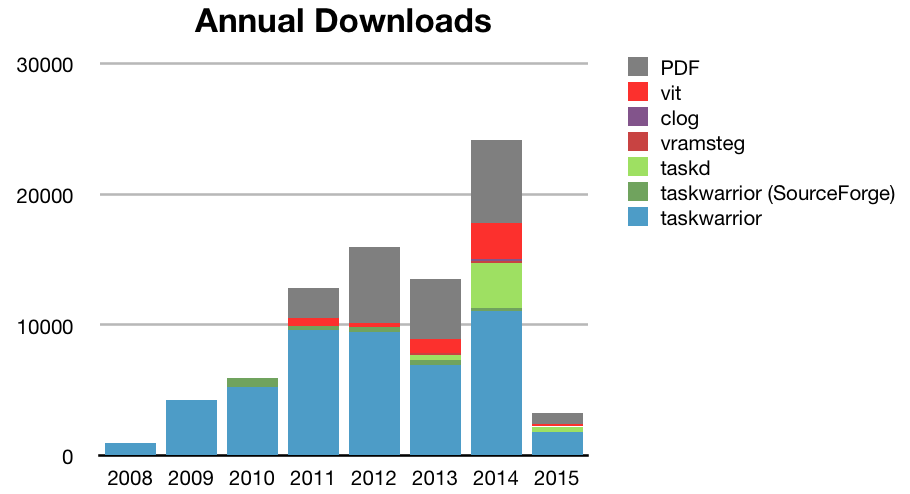 Annual Downloads
30000
20000
10000
0
2008 2009 2010 2011 2012 2013 2014 2015
PDF
vit
clog
vramsteg
taskd
taskwarrior (SourceForge)
taskwarrior